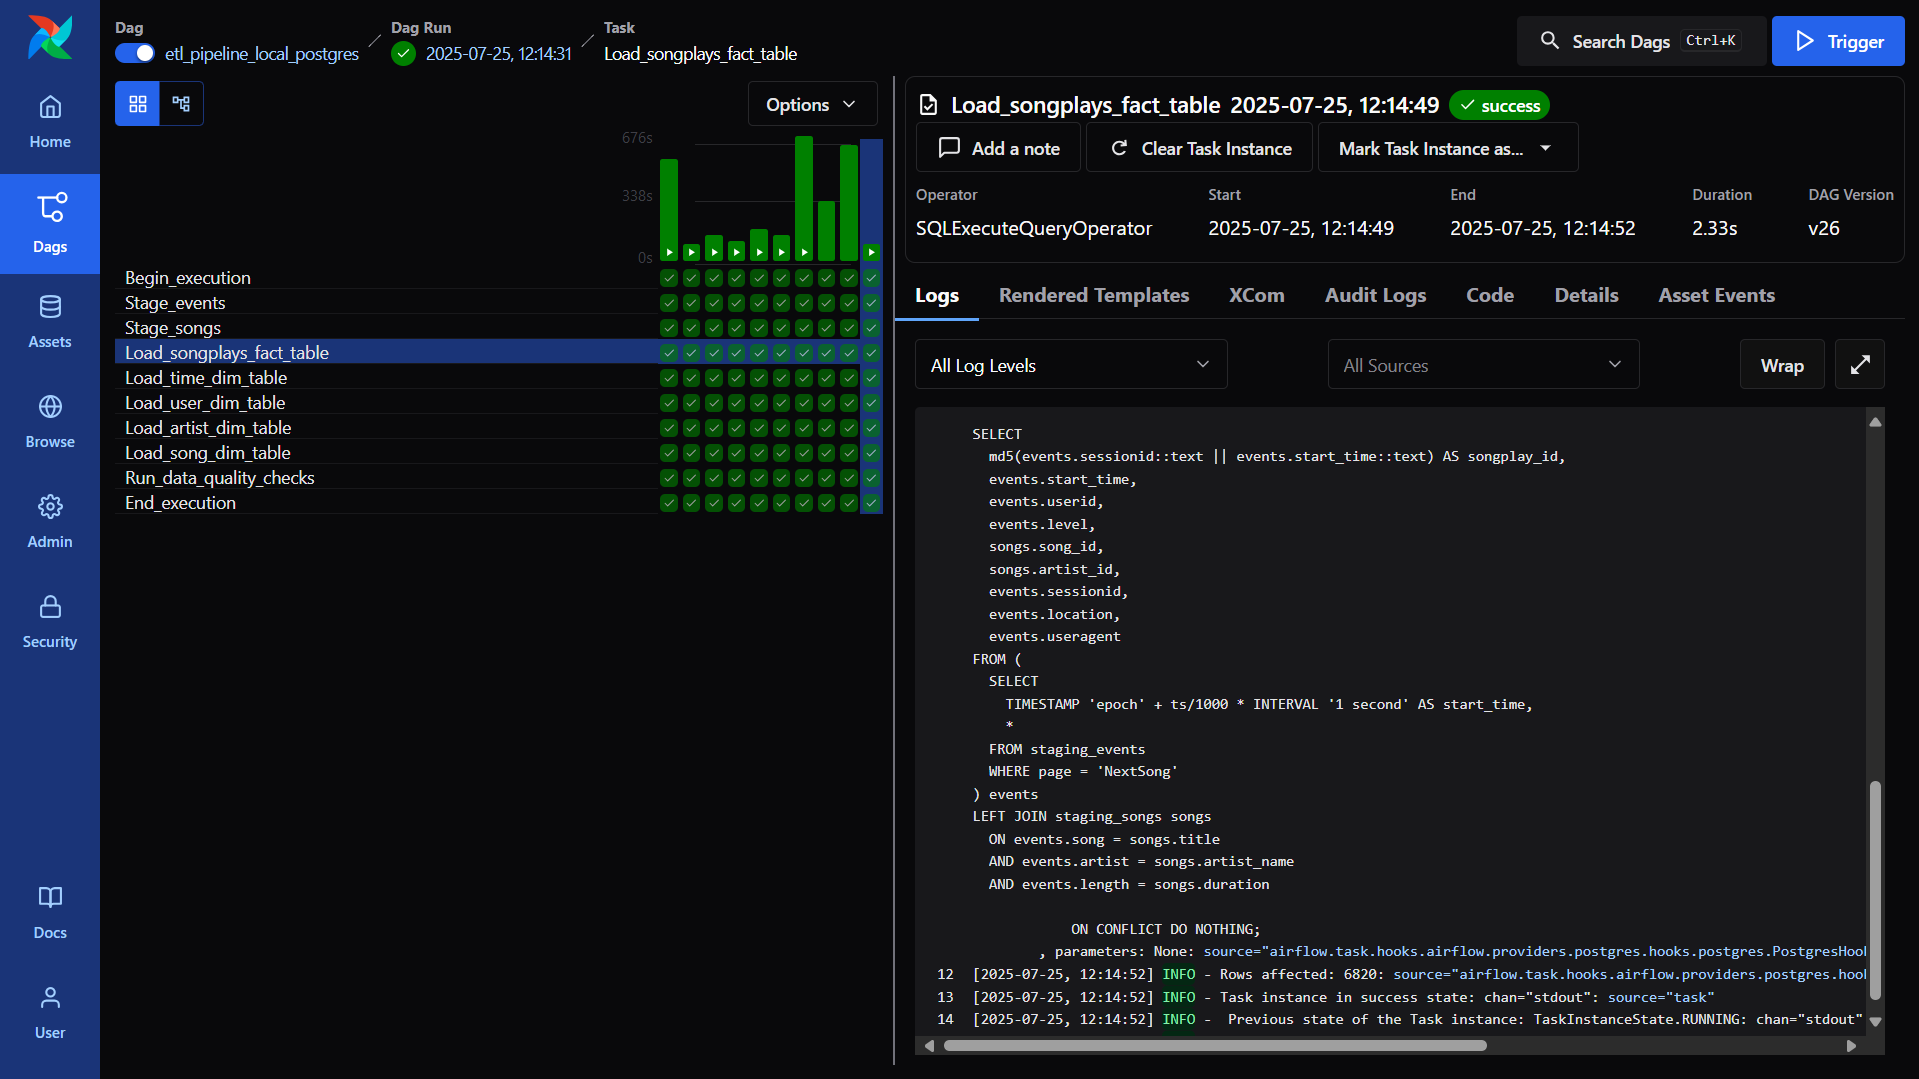 Dag
etl_pipeline_local_postgres
Dag Run
2025-07-25, 12:14:31
Task
Load_songplays_fact_table
Search Dags Ctrl+K
Trigger
Home
Dags
Assets
Browse
Admin
Security
Docs
User
Options
676s
338s
0s
Begin_execution
Stage_events
Stage_songs
Load_songplays_fact_table
Load_time_dim_table
Load_user_dim_table
Load_artist_dim_table
Load_song_dim_table
Run_data_quality_checks
End_execution
Load_songplays_fact_table 2025-07-25, 12:14:49 success
Add a note
Clear Task Instance
Mark Task Instance as...
Operator Start End Duration DAG Version
SQLExecuteQueryOperator 2025-07-25, 12:14:49 2025-07-25, 12:14:52 2.33s v26
Logs Rendered Templates XCom Audit Logs Code Details Asset Events
All Log Levels All Sources Wrap
SELECT
md5(events.sessionid::text || events.start_time::text) AS songplay_id,
events.start_time,
events.userid,
events.level,
songs.song_id,
songs.artist_id,
events.sessionid,
events.location,
events.useragent
FROM (
SELECT
TIMESTAMP 'epoch' + ts/1000 * INTERVAL '1 second' AS start_time,
*
FROM staging_events
WHERE page = 'NextSong'
) events
LEFT JOIN staging_songs songs
ON events.song = songs.title
AND events.artist = songs.artist_name
AND events.length = songs.duration
ON CONFLICT DO NOTHING;
, parameters: None: source="airflow.task.hooks.airflow.providers.postgres.hooks.postgres.PostgresHook
12 [2025-07-25, 12:14:52] INFO - Rows affected: 6820: source="airflow.task.hooks.airflow.providers.postgres.hook
13 [2025-07-25, 12:14:52] INFO - Task instance in success state: chan="stdout": source="task"
14 [2025-07-25, 12:14:52] INFO - Previous state of the Task instance: TaskInstanceState.RUNNING: chan="stdout"